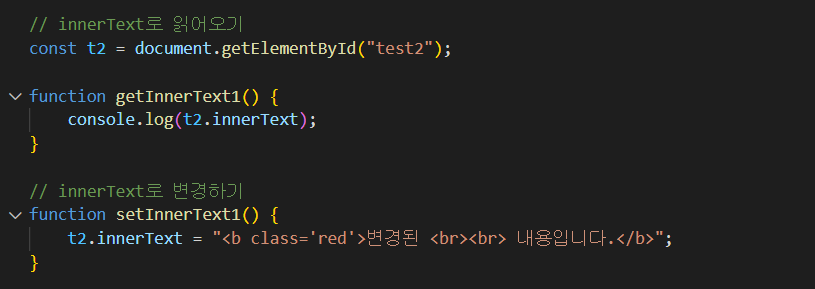 // innerText로 읽어오기
const t2 = document.getElementById("test2");
function getInnerText1() {
console.log(t2.innerText);
}
// innerText로 변경하기
function setInnerText1() {
t2.innerText = "<b class='red'>변경된 <br><br> 내용입니다.</b>";
}